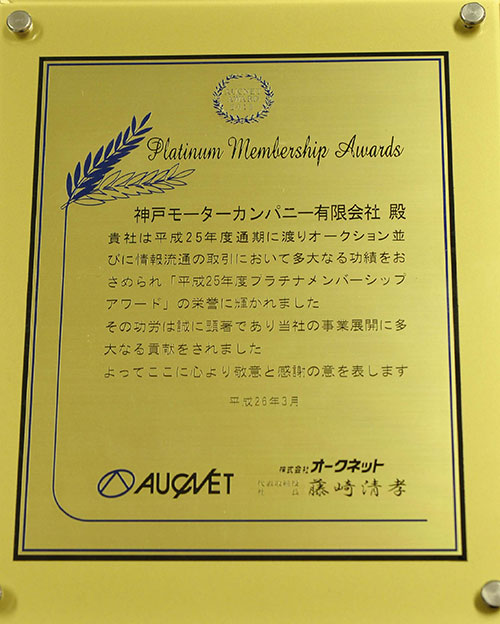 AUCNET
AWARD
Platinum Membership Awards
神戸モーターカンパニー有限会社 殿
貴社は平成25年度通期に渡りオークション並
びに情報流通の取引において多大なる功績をお
さめられ「平成25年度プラチナメンバーシップ
アワード」の栄誉に輝かれました
その功労は誠に顕著であり当社の事業展開に多
大なる貢献をされました
よってここに心より敬意と感謝の意を表します
平成26年3月
AUCNET
株式会社オークネット
代表取締役
社長 藤崎清孝